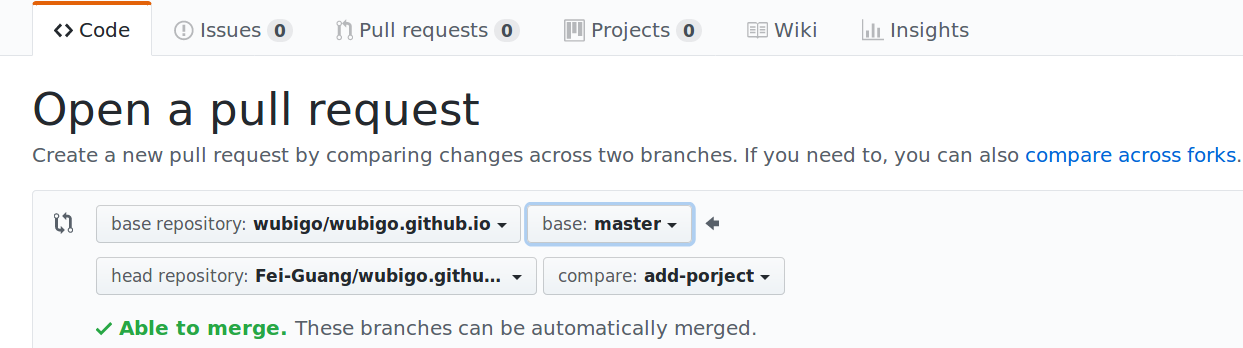 Code Issues 0 Pull requests 0 Projects 0 Wiki Insights
Open a pull request
Create a new pull request by comparing changes across two branches. If you need to, you can also compare across forks.
base repository: wubigo/wubigo.github.io base: master
head repository: Fei-Guang/wubigo.githu... compare: add-porject
Able to merge. These branches can be automatically merged.